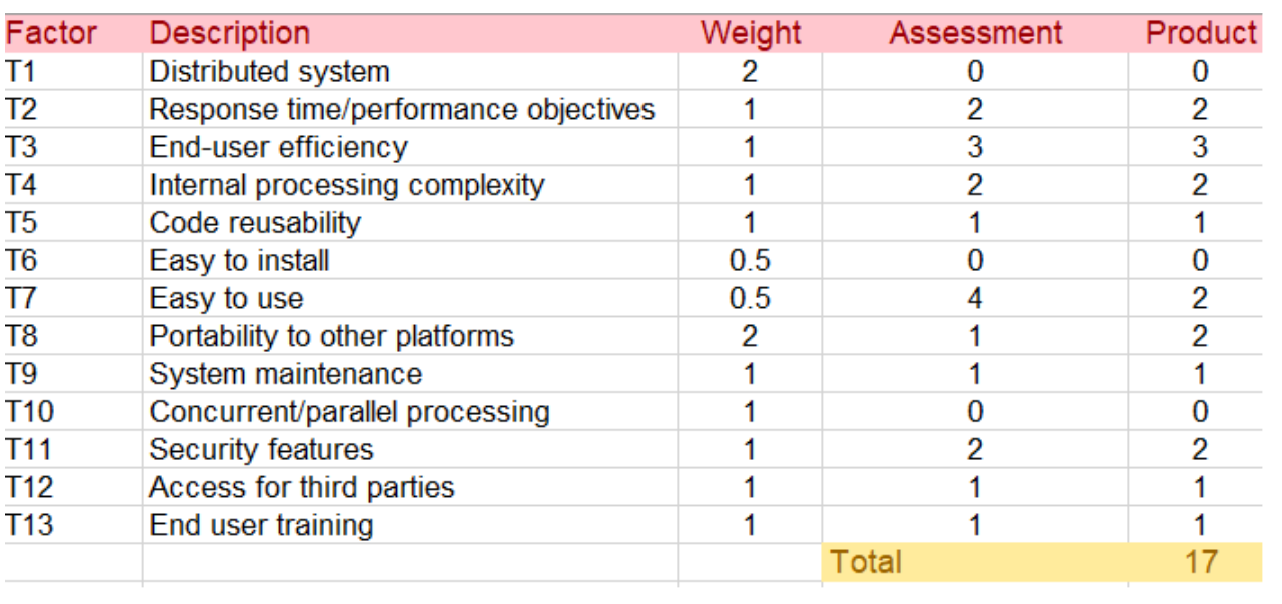 Factor Description Weight Assessment Product
T1 Distributed system 2 0 0
T2 Response time/performance objectives 1 2 2
T3 End-user efficiency 1 3 3
T4 Internal processing complexity 1 2 2
T5 Code reusability 1 1 1
T6 Easy to install 0.5 0 0
T7 Easy to use 0.5 4 2
T8 Portability to other platforms 2 1 2
T9 System maintenance 1 1 1
T10 Concurrent/parallel processing 1 0 0
T11 Security features 1 2 2
T12 Access for third parties 1 1 1
T13 End user training 1 1 1
Total 17